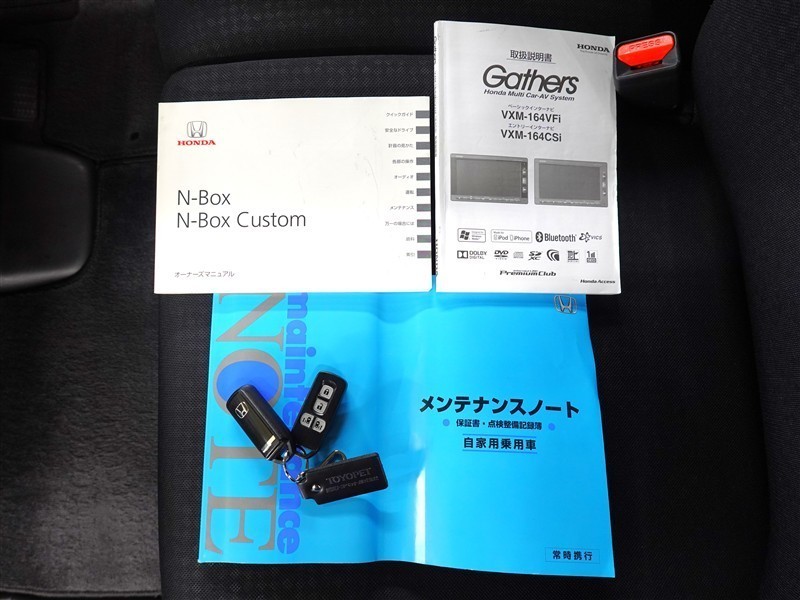 HONDA
N-Box
N-Box Custom
オーナーズマニュアル
クイックガイド
安全なドライブ
計器の見かた
各部の操作
オーディオ
運転
メンテナンス
万一の場合には
資料
索引
取扱説明書
HONDA
Gathers
Honda Multi Car-AV System
ベーシックインターナビ
VXM-164VFi
エントリーインターナビ
VXM-164CSi
iPod iPhone
Bluetooth
DOLBY
DIGITAL
DVD
SD
XC
PremiumClub
Honda Access
PRESS
maintenance
NOTE
メンテナンスノート
保証書・点検整備記録簿
自家用乗用車
常時携行
TOYOPET